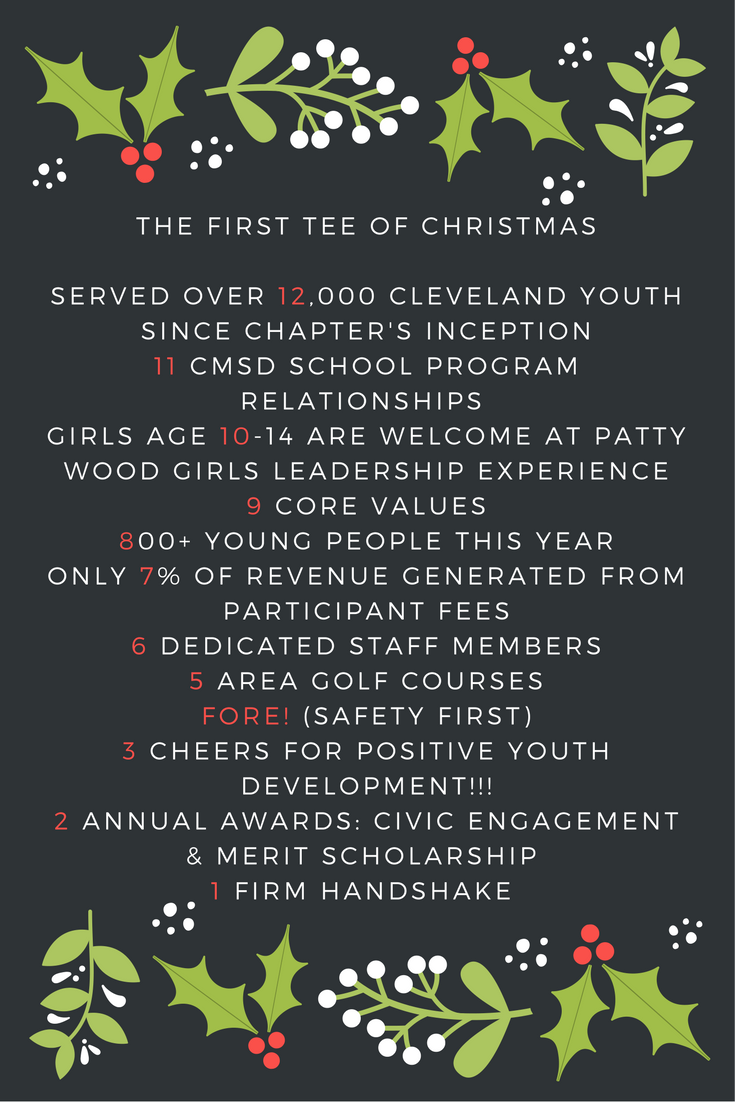 THE FIRST TEE OF CHRISTMAS
SERVED OVER 12,000 CLEVELAND YOUTH
SINCE CHAPTER'S INCEPTION
11 CMSD SCHOOL PROGRAM
RELATIONSHIPS
GIRLS AGE 10-14 ARE WELCOME AT PATTY
WOOD GIRLS LEADERSHIP EXPERIENCE
9 CORE VALUES
800+ YOUNG PEOPLE THIS YEAR
ONLY 7% OF REVENUE GENERATED FROM
PARTICIPANT FEES
6 DEDICATED STAFF MEMBERS
5 AREA GOLF COURSES
FORE! (SAFETY FIRST)
3 CHEERS FOR POSITIVE YOUTH
DEVELOPMENT!!!
2 ANNUAL AWARDS: CIVIC ENGAGEMENT
& MERIT SCHOLARSHIP
1 FIRM HANDSHAKE